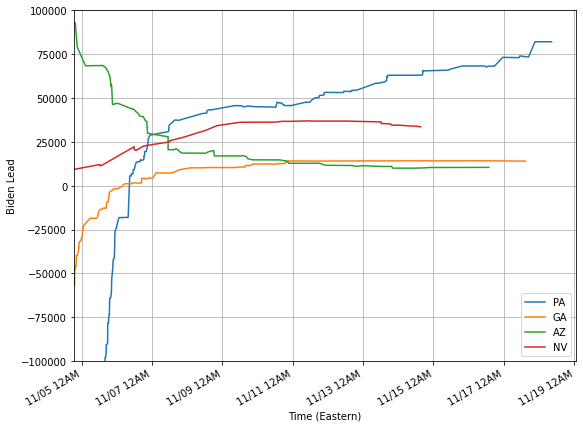 100000
75000
50000
25000
0
−25000
−50000
−75000
−100000
Biden Lead
11/05 12AM
11/07 12AM
11/09 12AM
11/11 12AM
11/13 12AM
11/15 12AM
11/17 12AM
11/19 12AM
Time (Eastern)
PA
GA
AZ
NV